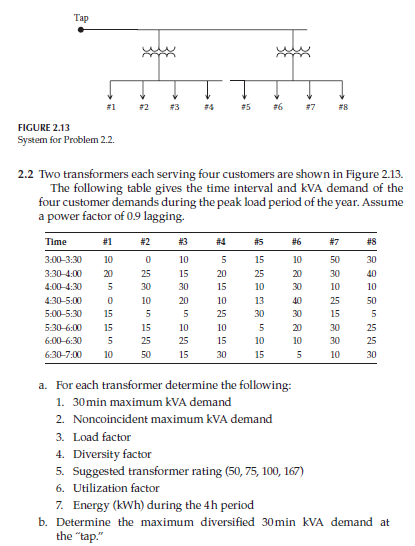 Tap
#1 #2 #3 #4 #5 #6 #7 #8
FIGURE 2.13
System for Problem 2.2.
2.2 Two transformers each serving four customers are shown in Figure 2.13.
The following table gives the time interval and kVA demand of the
four customer demands during the peak load period of the year. Assume
a power factor of 0.9 lagging.
Time #1 #2 #3 #4 #5 #6 #7 #8
3:00–3:30 10 0 10 5 15 10 50 30
3:30–4:00 20 25 15 20 25 20 30 40
4:00–4:30 5 30 30 15 10 30 10 10
4:30–5:00 0 10 20 10 13 40 25 50
5:00–5:30 15 5 5 25 30 30 15 5
5:30–6:00 15 15 10 10 5 20 30 25
6:00–6:30 5 25 25 15 10 10 30 25
6:30–7:00 10 50 15 30 15 5 10 30
a. For each transformer determine the following:
1. 30 min maximum kVA demand
2. Noncoincident maximum kVA demand
3. Load factor
4. Diversity factor
5. Suggested transformer rating (50, 75, 100, 167)
6. Utilization factor
7. Energy (kWh) during the 4 h period
b. Determine the maximum diversified 30 min kVA demand at
the "tap."